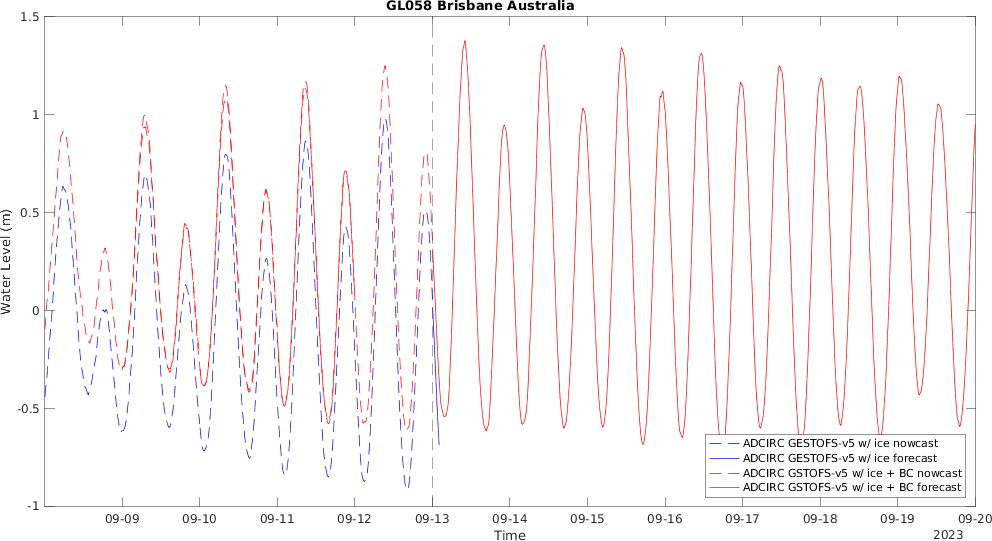 GL058 Brisbane Australia
1.5
1
0.5
0
-0.5
-1
Water Level (m)
09-09
09-10
09-11
09-12
09-13
09-14
09-15
09-16
09-17
09-18
09-19
09-20
Time
2023
ADCIRC GESTOFS-v5 w/ ice nowcast
ADCIRC GESTOFS-v5 w/ ice forecast
ADCIRC GSTOFS-v5 w/ ice + BC nowcast
ADCIRC GSTOFS-v5 w/ ice + BC forecast